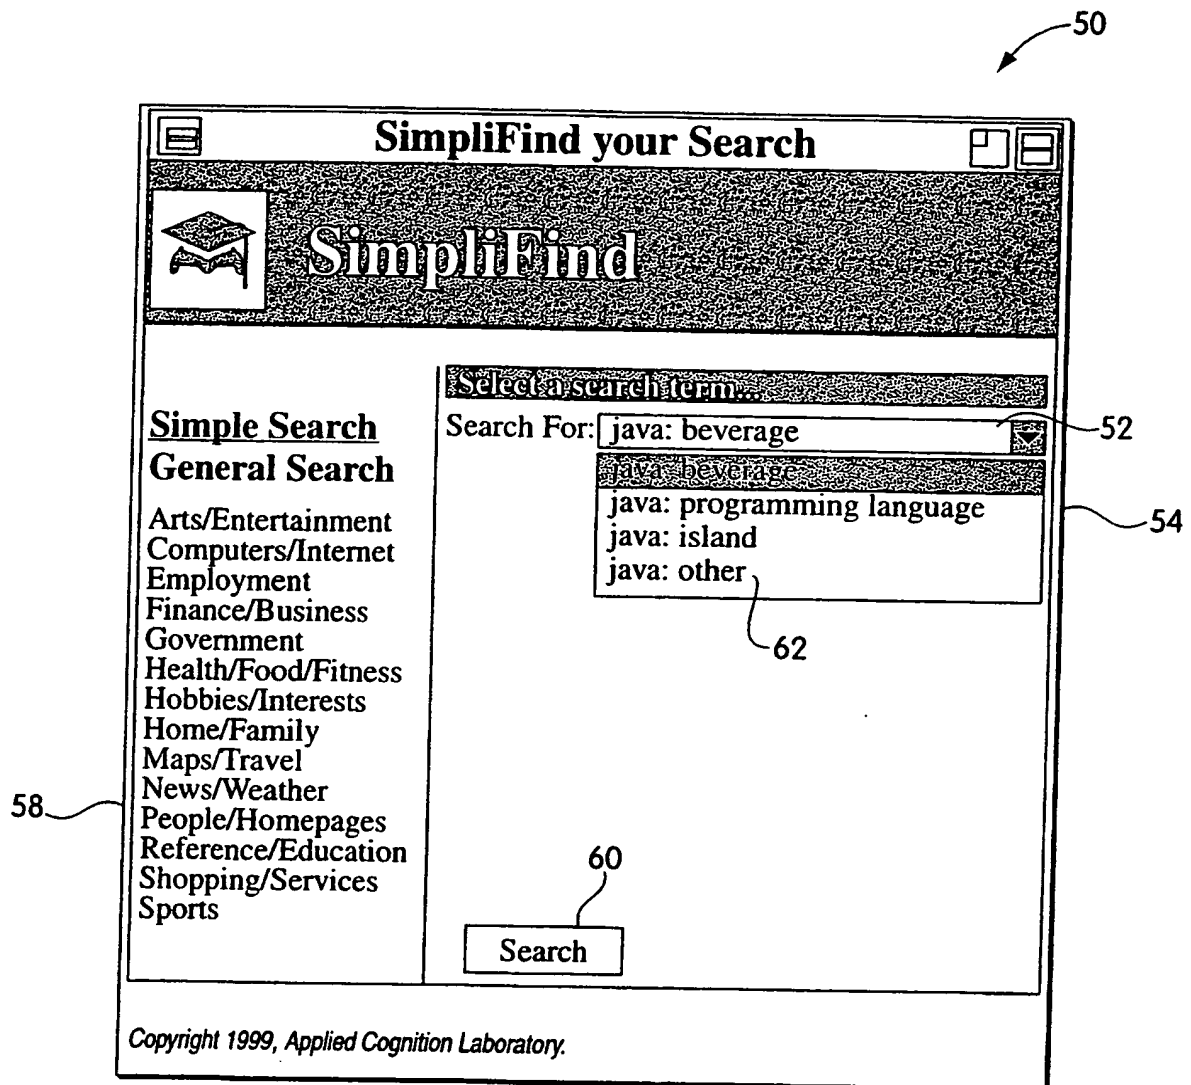 50
SimpliFind your Search
SimpliFind
Select a search term...
Simple Search
General Search
Arts/Entertainment
Computers/Internet
Employment
Finance/Business
Government
Health/Food/Fitness
Hobbies/Interests
Home/Family
Maps/Travel
News/Weather
People/Homepages
Reference/Education
Shopping/Services
Sports
58
Search For: java: beverage
52
java: beverage
java: programming language
java: island
java: other
54
62
60
Search
Copyright 1999, Applied Cognition Laboratory.